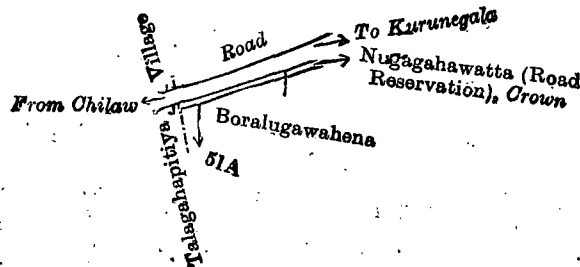 To Kurunegala
Road
Nugagahawatta (Road
Reservation), Crown
From Chilaw
Boralugawahena
51A
Talagahapitiya Village